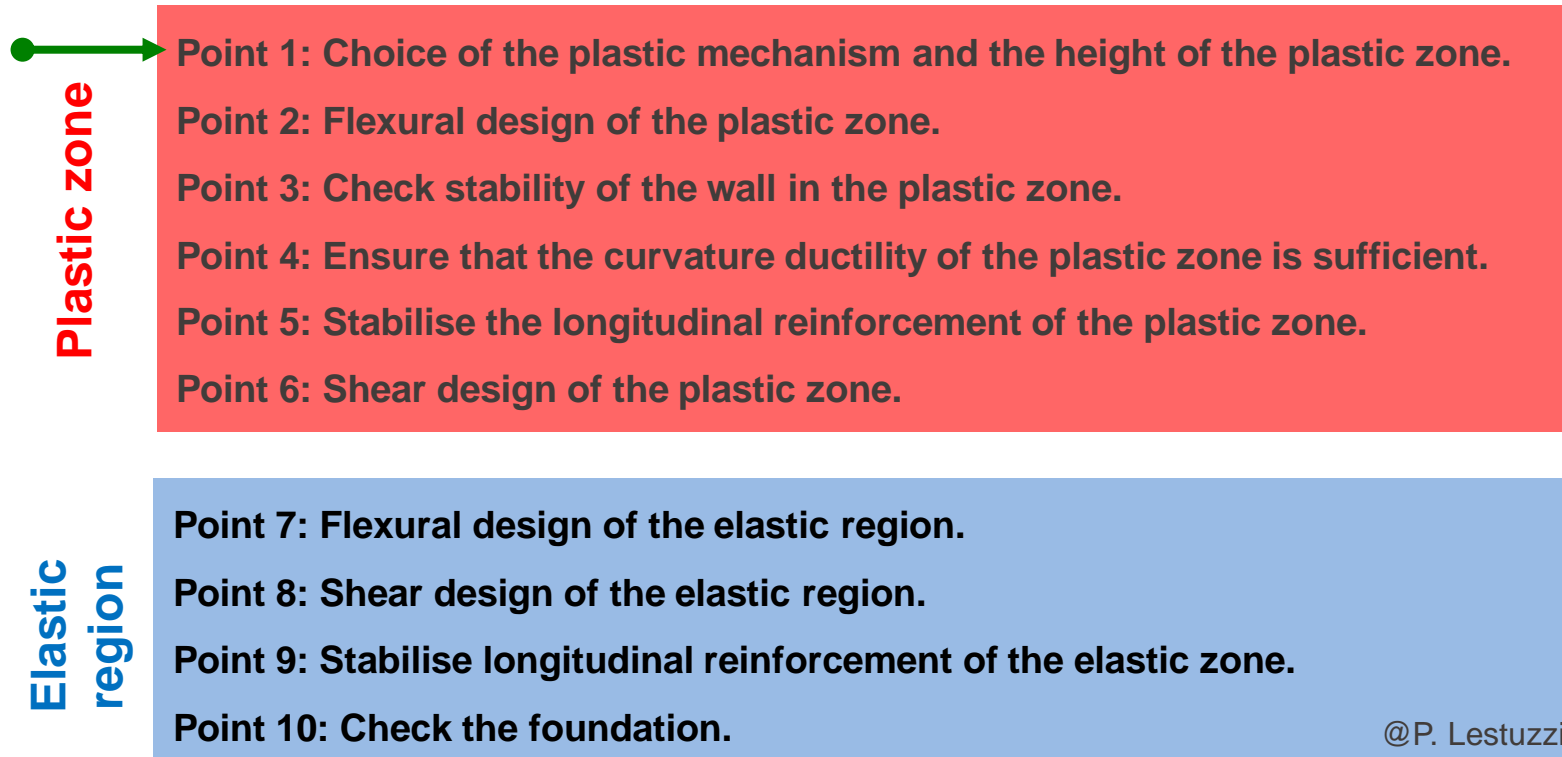 Plastic zone
Point 1: Choice of the plastic mechanism and the height of the plastic zone.
Point 2: Flexural design of the plastic zone.
Point 3: Check stability of the wall in the plastic zone.
Point 4: Ensure that the curvature ductility of the plastic zone is sufficient.
Point 5: Stabilise the longitudinal reinforcement of the plastic zone.
Point 6: Shear design of the plastic zone.
Elastic
region
Point 7: Flexural design of the elastic region.
Point 8: Shear design of the elastic region.
Point 9: Stabilise longitudinal reinforcement of the elastic zone.
Point 10: Check the foundation.
@P. Lestuzzi